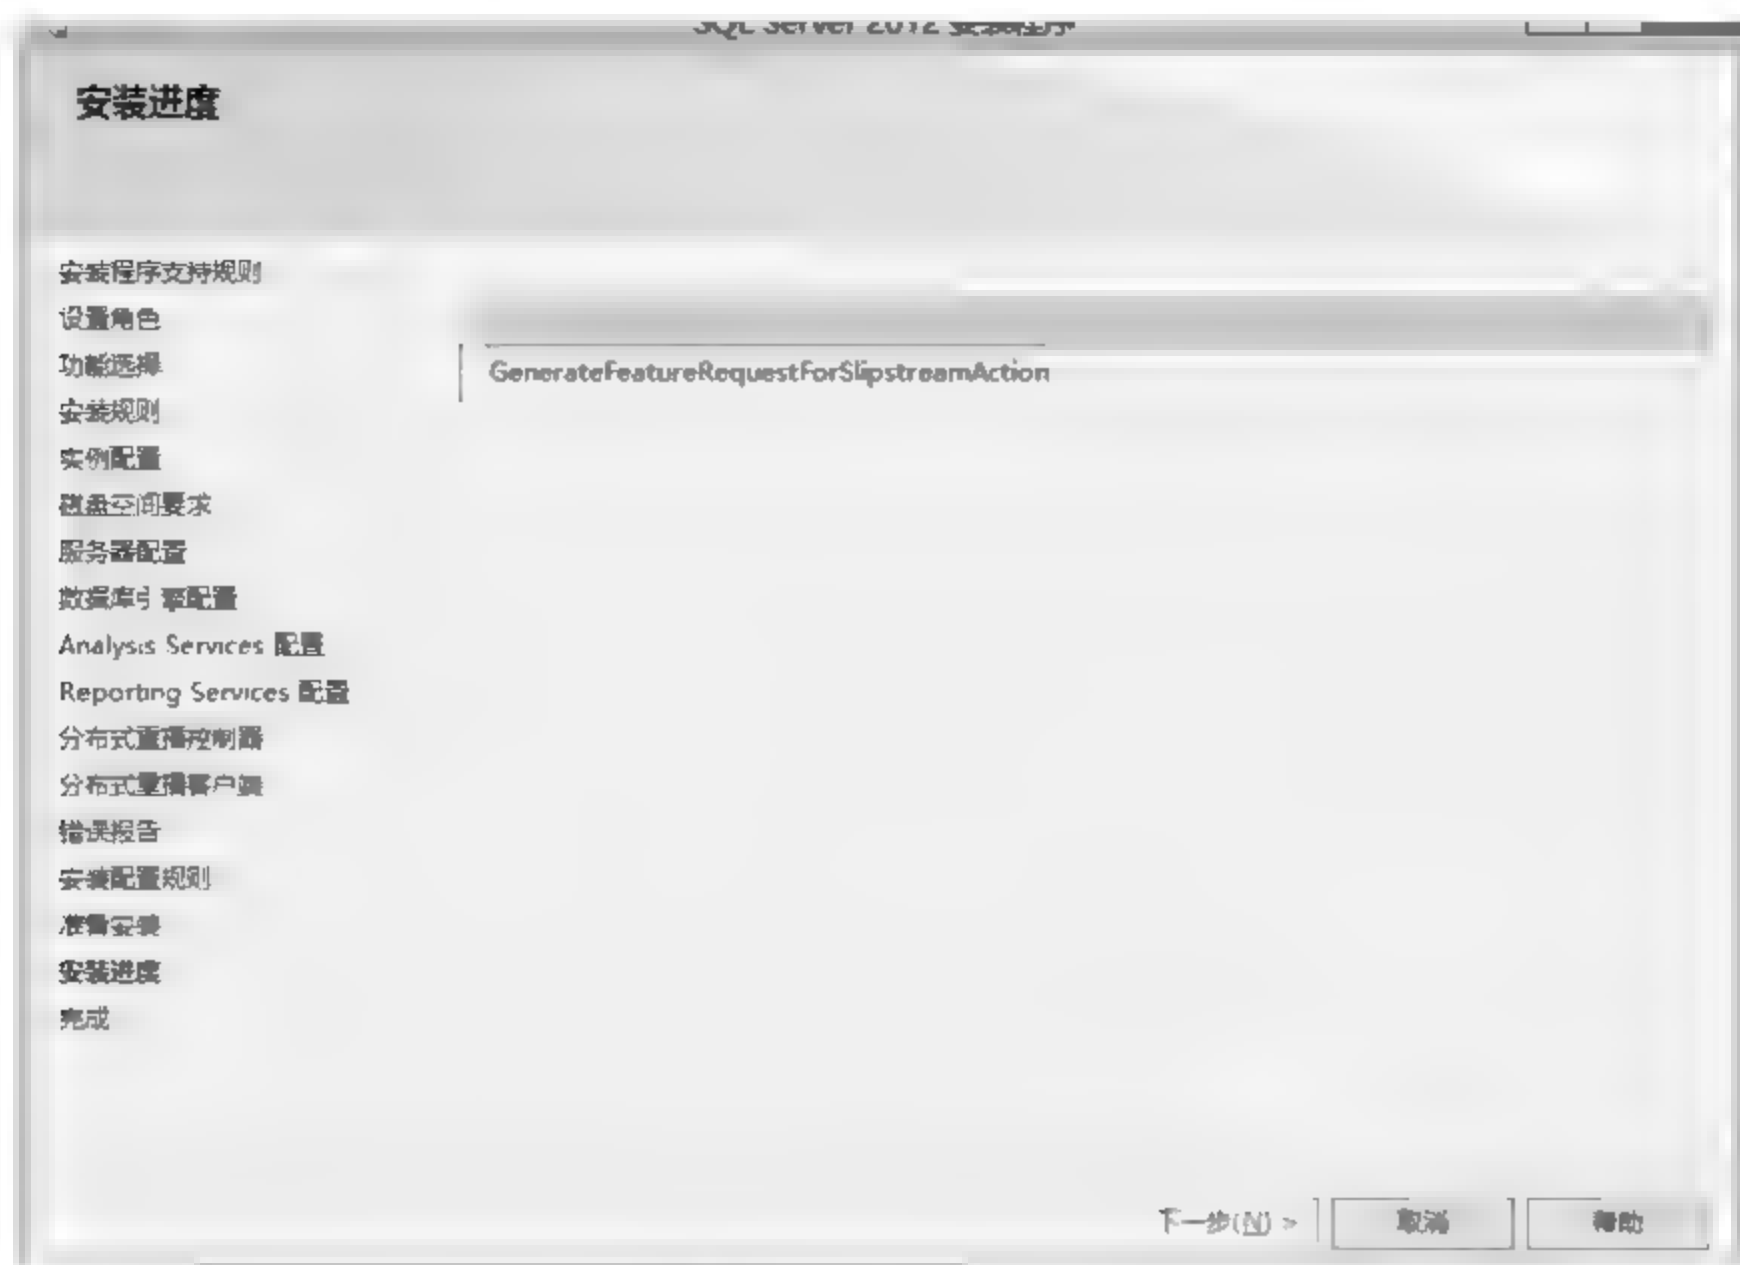 SQL Server 2012 安装程序
安装进度
安装程序支持规则
设置角色
功能选择
安装规则
实例配置
磁盘空间要求
服务器配置
数据库引擎配置
Analysis Services 配置
Reporting Services 配置
分布式重播控制器
分布式重播客户端
错误报告
安装配置规则
准备安装
安装进度
完成
GenerateFeatureRequestForSlipstreamAction
下一步(N) >
取消
帮助